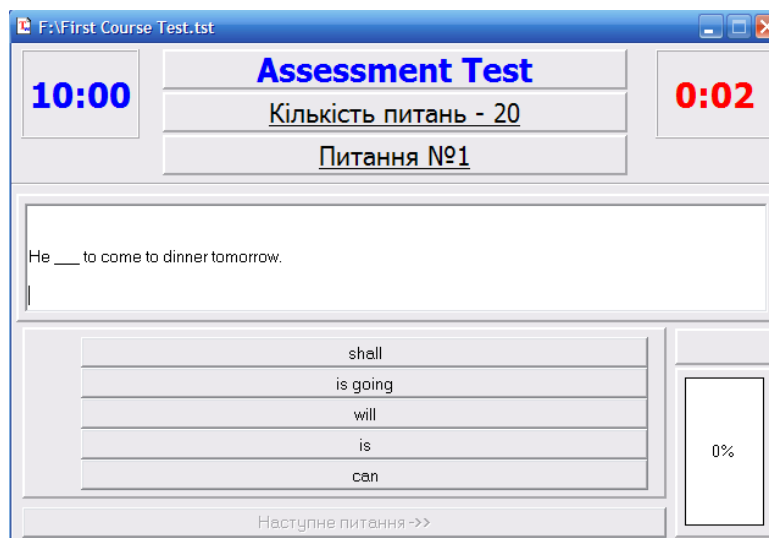 F:\First Course Test.tst
10:00
Assessment Test
0:02
Кількість питань - 20
Питання №1
He ___ to come to dinner tomorrow.
shall
is going
will
is
can
0%
Наступне питання ->>